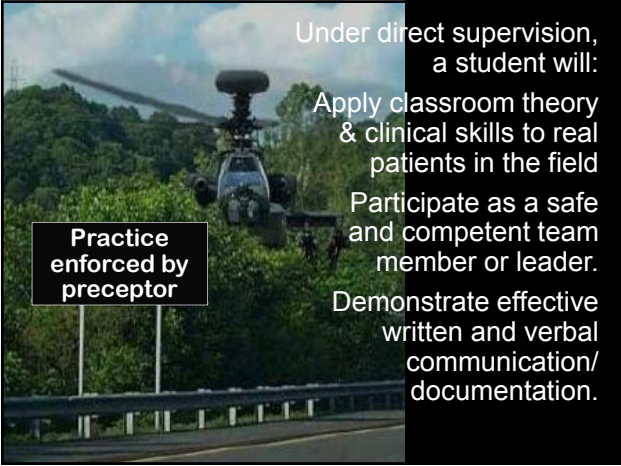 Under direct supervision,
a student will:
Apply classroom theory
& clinical skills to real
patients in the field
Participate as a safe
and competent team
member or leader.
Demonstrate effective
written and verbal
communication/
documentation.
Practice
enforced by
preceptor